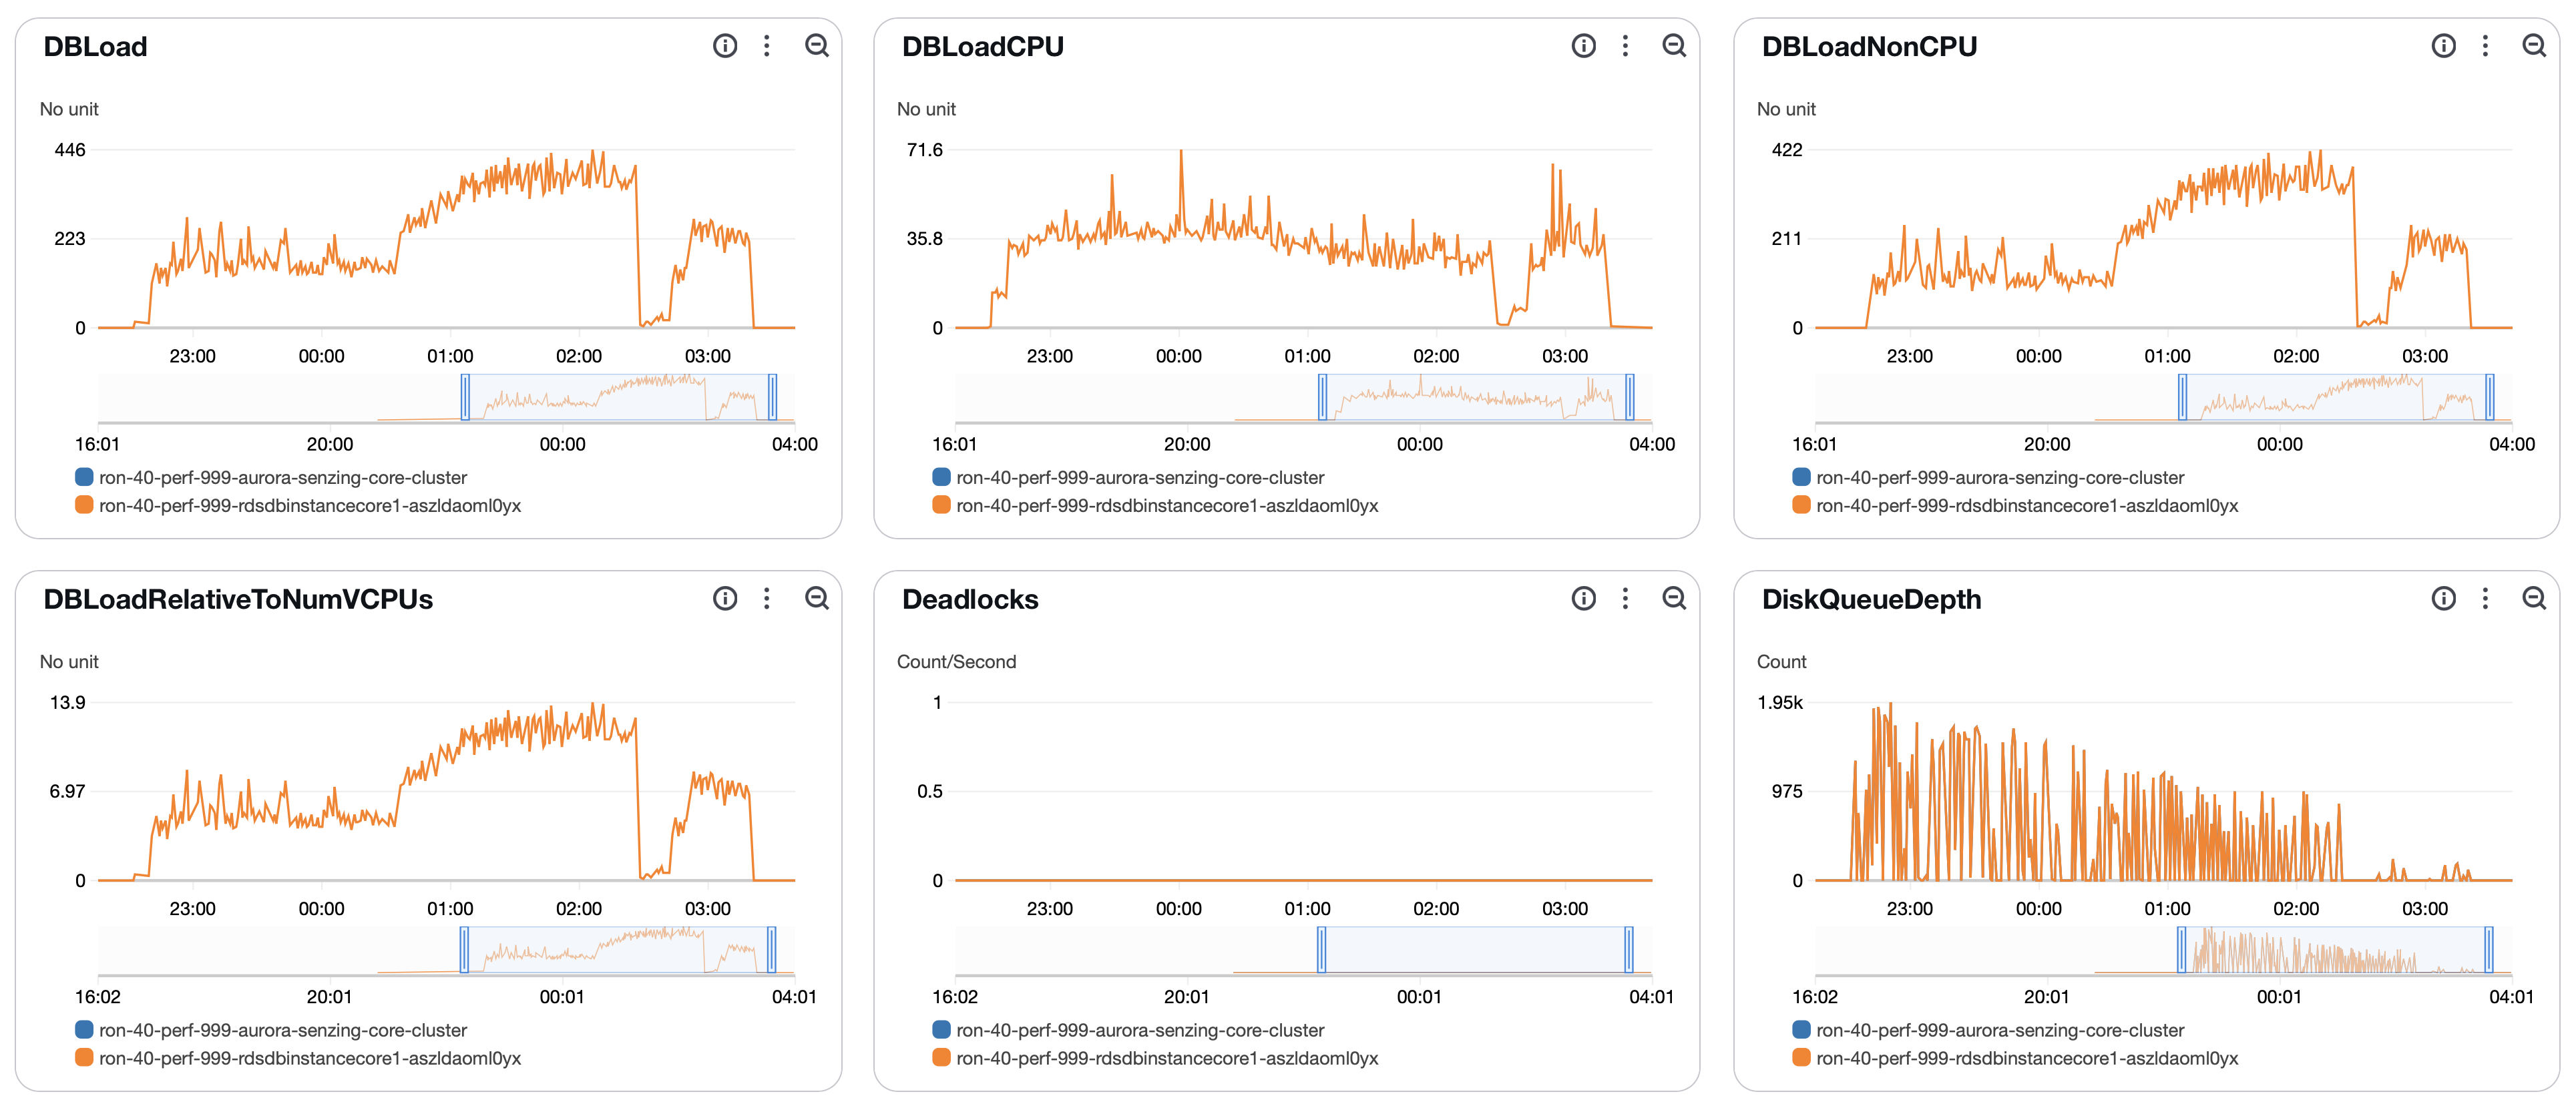 DBLoad
No unit
446
223
0
23:00 00:00 01:00 02:00 03:00
16:01 20:00 00:00 04:00
ron-40-perf-999-aurora-senzing-core-cluster
ron-40-perf-999-rdsdbinstancecore1-aszldaoml0yx
DBLoadCPU
No unit
71.6
35.8
0
23:00 00:00 01:00 02:00 03:00
16:01 20:00 00:00 04:00
ron-40-perf-999-aurora-senzing-core-cluster
ron-40-perf-999-rdsdbinstancecore1-aszldaoml0yx
DBLoadNonCPU
No unit
422
211
0
23:00 00:00 01:00 02:00 03:00
16:01 20:00 00:00 04:00
ron-40-perf-999-aurora-senzing-core-cluster
ron-40-perf-999-rdsdbinstancecore1-aszldaoml0yx
DBLoadRelativeToNumVCPUs
No unit
13.9
6.97
0
23:00 00:00 01:00 02:00 03:00
16:02 20:01 00:01 04:01
ron-40-perf-999-aurora-senzing-core-cluster
ron-40-perf-999-rdsdbinstancecore1-aszldaoml0yx
Deadlocks
Count/Second
1
0.5
0
23:00 00:00 01:00 02:00 03:00
16:02 20:01 00:01 04:01
ron-40-perf-999-aurora-senzing-core-cluster
ron-40-perf-999-rdsdbinstancecore1-aszldaoml0yx
DiskQueueDepth
Count
1.95k
975
0
23:00 00:00 01:00 02:00 03:00
16:02 20:01 00:01 04:01
ron-40-perf-999-aurora-senzing-core-cluster
ron-40-perf-999-rdsdbinstancecore1-aszldaoml0yx